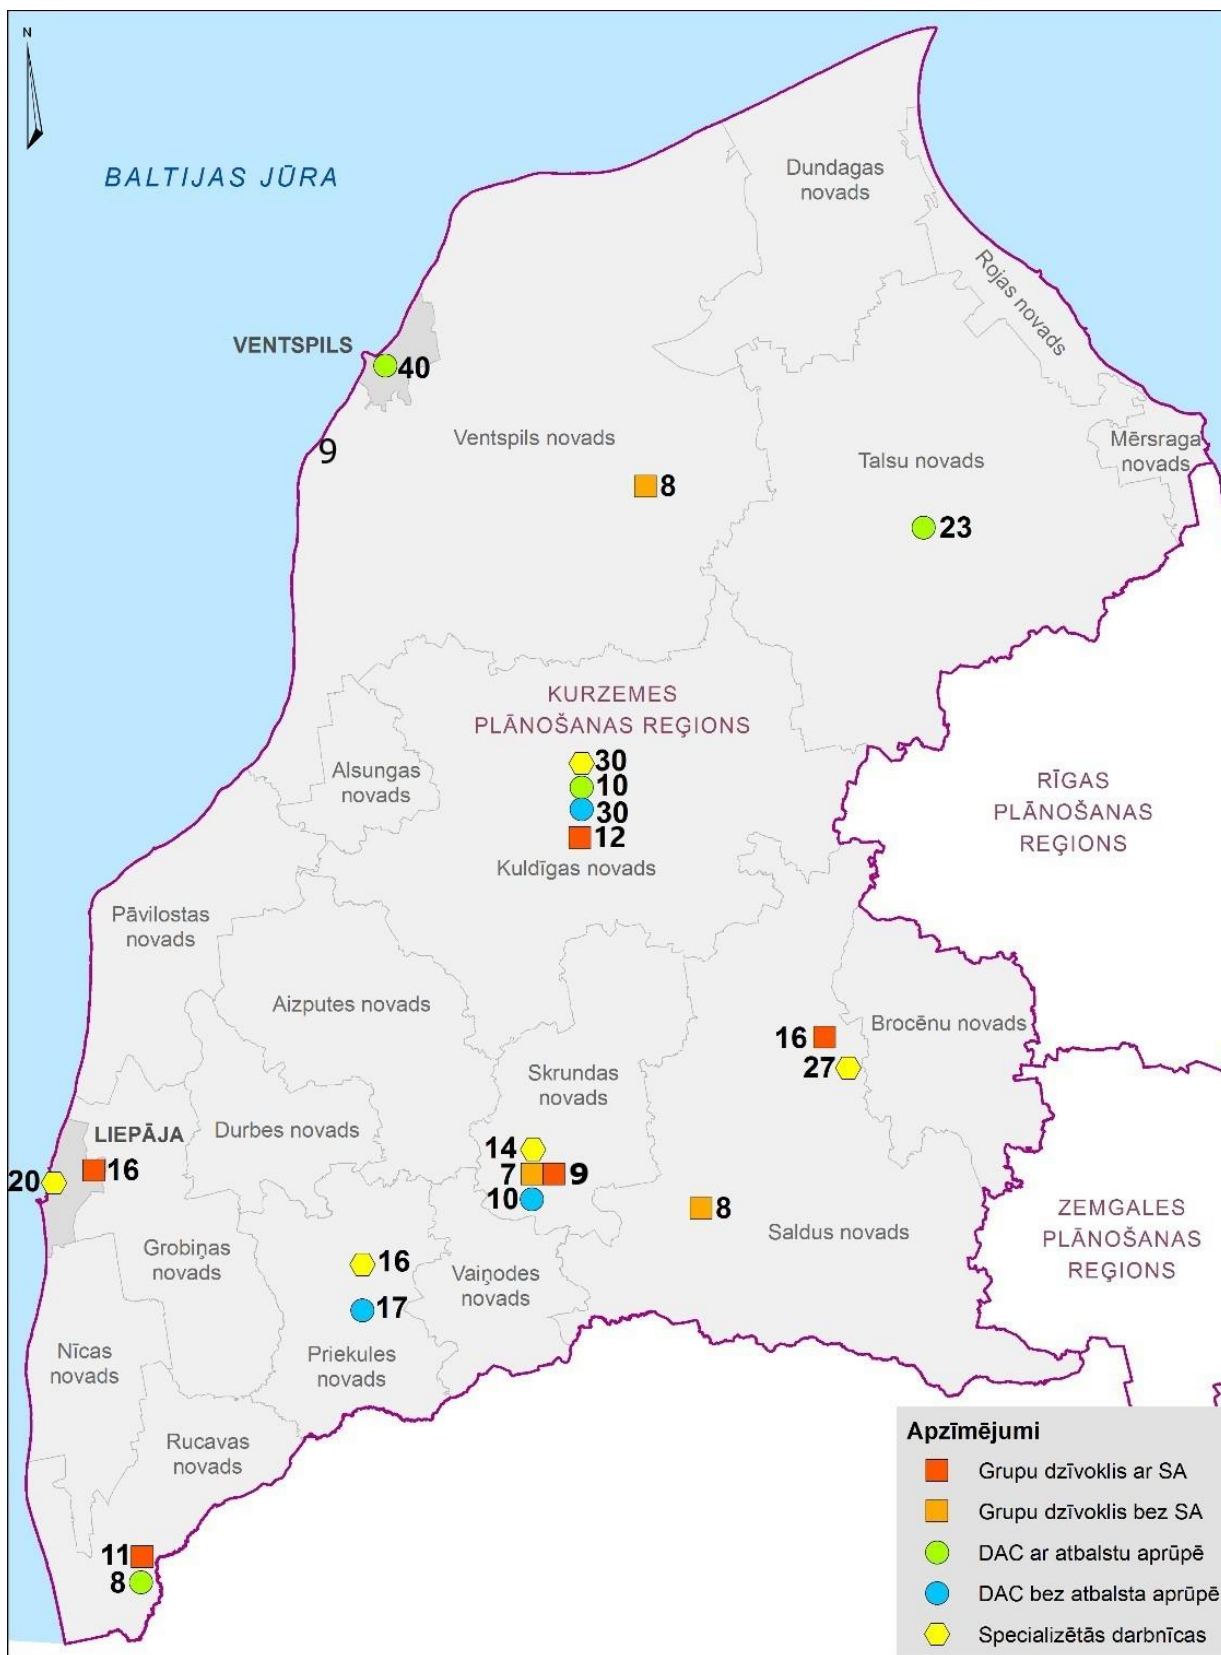 N
BALTIJAS JŪRA
Dundagas
novads
Rojas novads
VENTSPILS
40
9
Ventspils novads
Talsu novads
Mērsraga
novads
8
23
KURZEMES
PLĀNOŠANAS REĢIONS
Alsungas
novads
30
10
30
12
Kuldīgas novads
RĪGAS
PLĀNOŠANAS
REĢIONS
Pāvilostas
novads
Aizputes novads
Brocēnu novads
16
27
Skrundas
novads
LIEPĀJA
Durbes novads
20
16
14
7
9
10
8
Saldus novads
ZEMGALES
PLĀNOŠANAS
REĢIONS
Grobiņas
novads
16
17
Vaiņodes
novads
Priekules
novads
Nīcas
novads
Rucavas
novads
11
8
Apzīmējumi
Grupu dzīvoklis ar SA
Grupu dzīvoklis bez SA
DAC ar atbalstu aprūpē
DAC bez atbalsta aprūpē
Specializētās darbnīcas